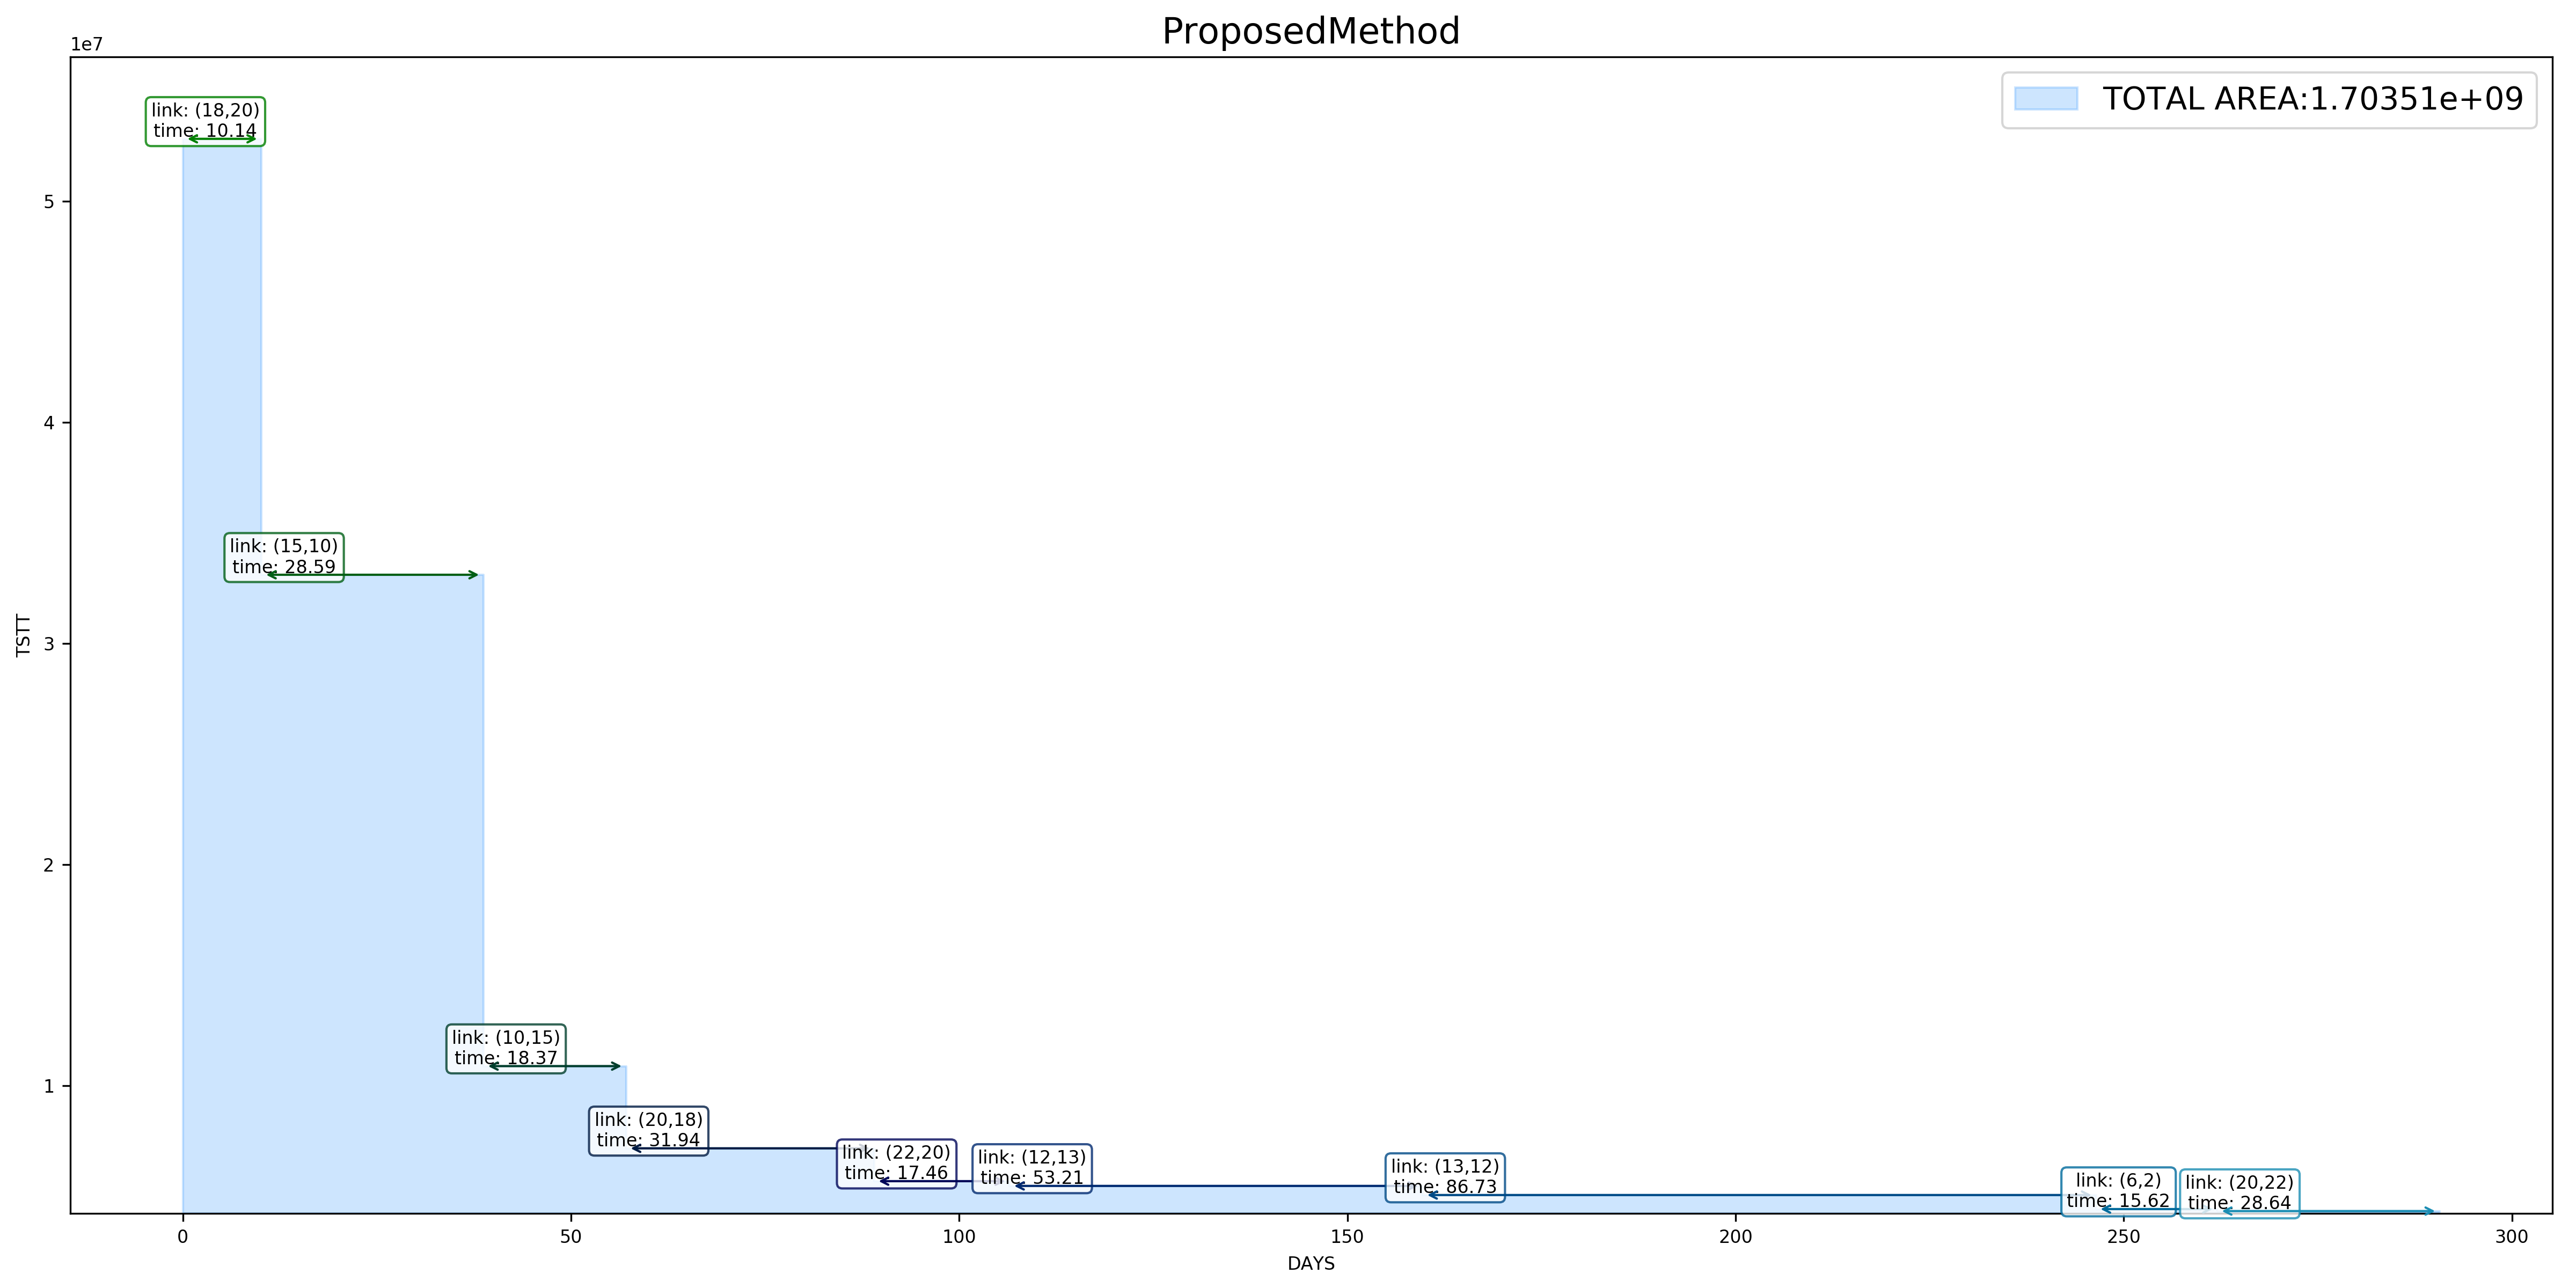 ProposedMethod
1e7
TOTAL AREA:1.70351e+09
link: (18,20)
time: 10.14
link: (15,10)
time: 28.59
link: (10,15)
time: 18.37
link: (20,18)
time: 31.94
link: (22,20)
time: 17.46
link: (12,13)
time: 53.21
link: (13,12)
time: 86.73
link: (6,2)
time: 15.62
link: (20,22)
time: 28.64
TSTT
5
4
3
2
1
0 50 100 150 200 250 300
DAYS